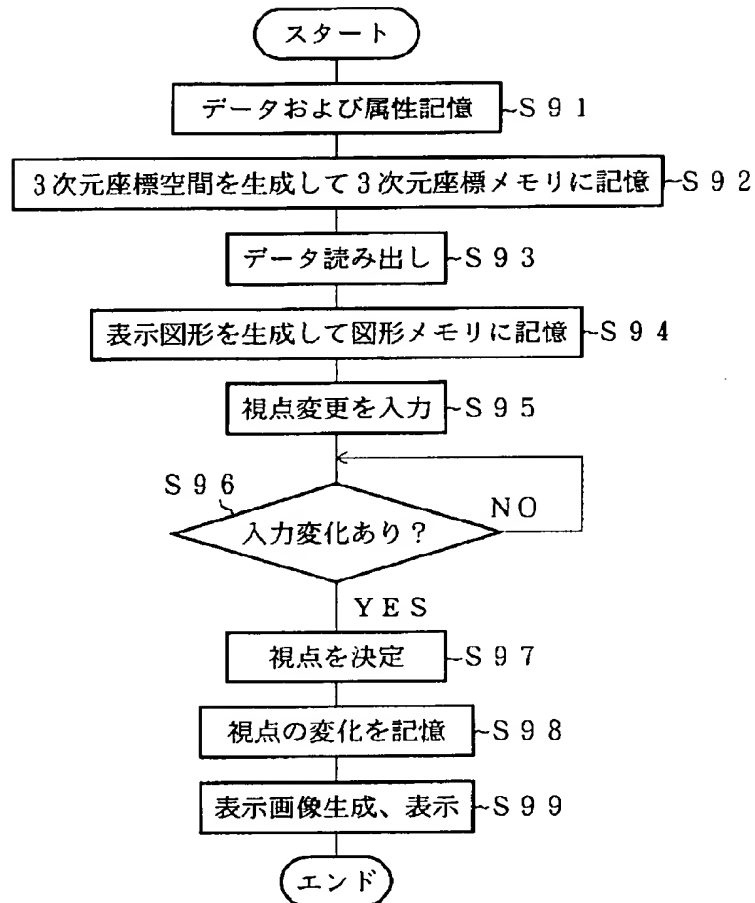 スタート
データおよび属性記憶 ~S91
3次元座標空間を生成して3次元座標メモリに記憶 ~S92
データ読み出し ~S93
表示図形を生成して図形メモリに記憶 ~S94
視点変更を入力 ~S95
S96
入力変化あり？ NO
YES
視点を決定 ~S97
視点の変化を記憶 ~S98
表示画像生成、表示 ~S99
エンド